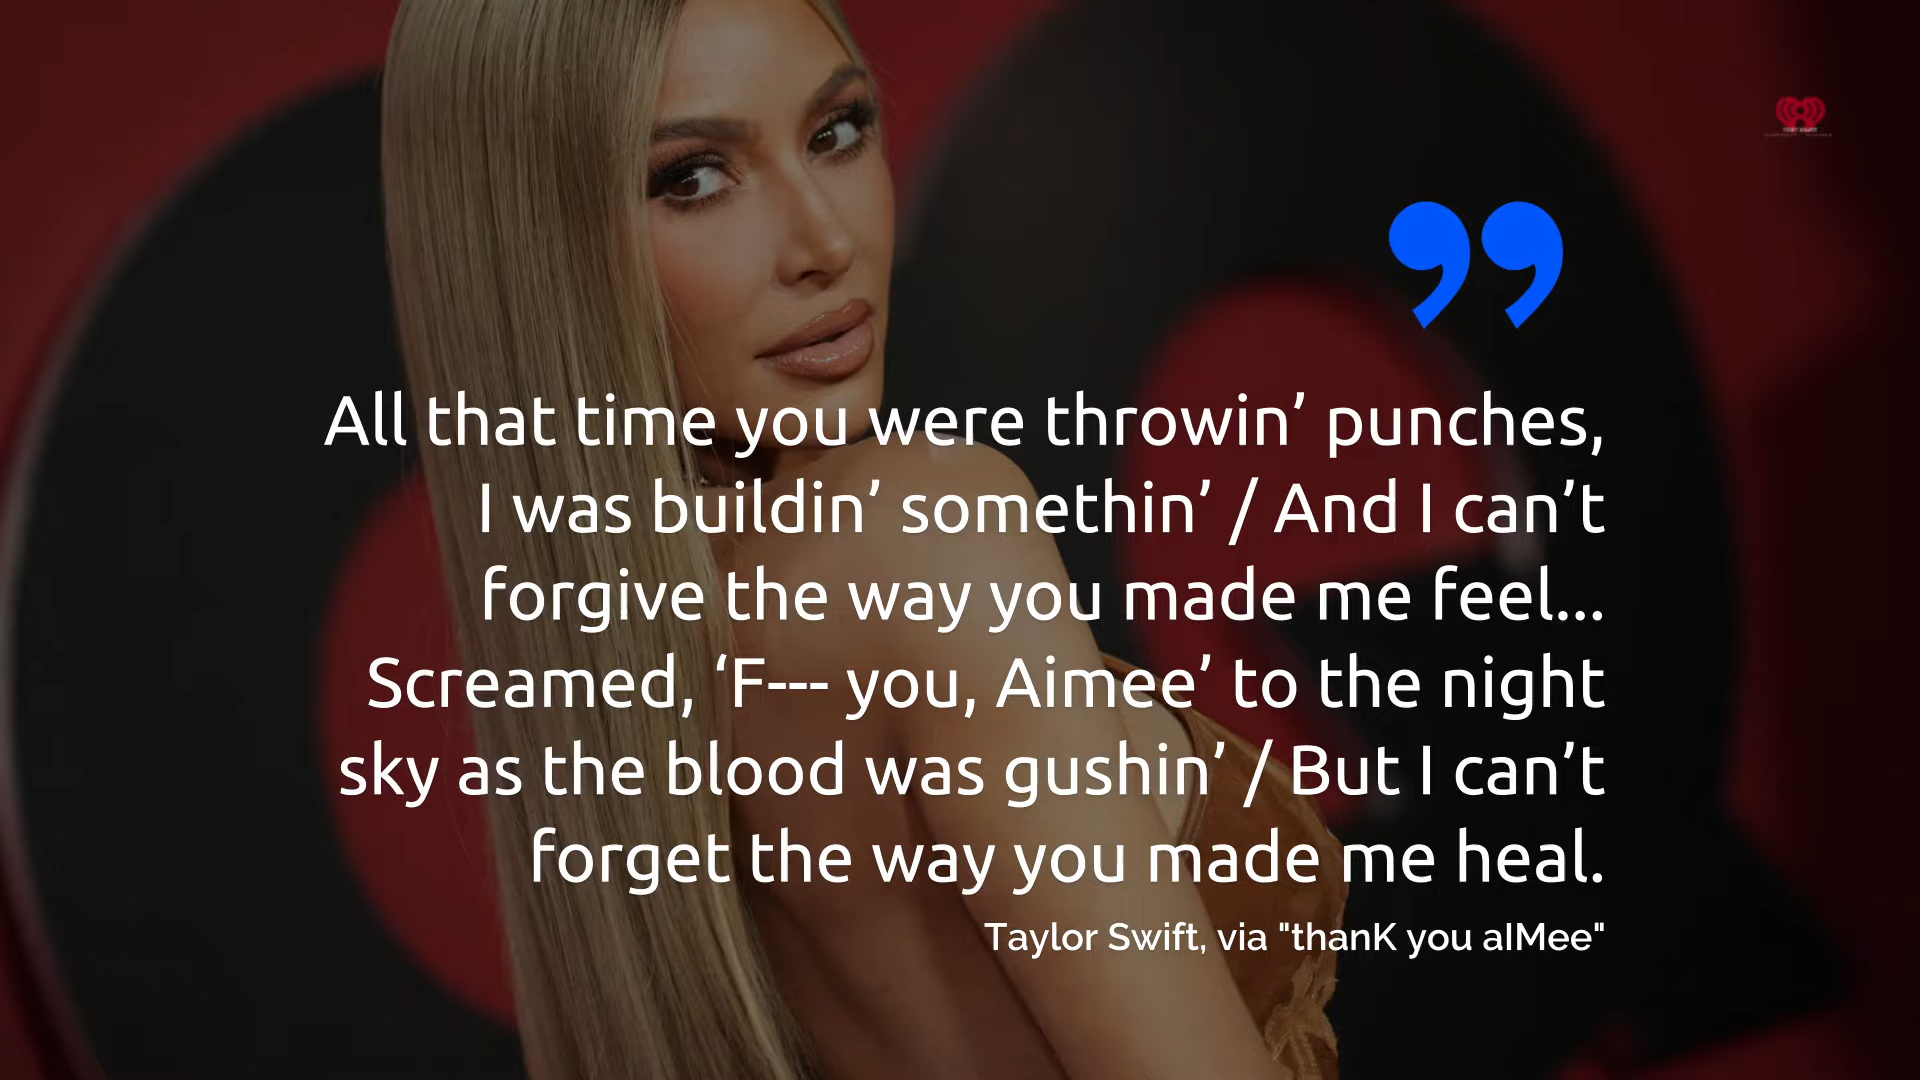 All that time you were throwin’ punches,
I was buildin’ somethin’ / And I can’t
forgive the way you made me feel...
Screamed, ‘F--- you, Aimee’ to the night
sky as the blood was gushin’ / But I can’t
forget the way you made me heal.
Taylor Swift, via "thanK you aIMee"